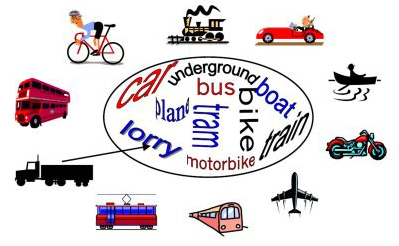 car
underground
bus
boat
plane
tram
bike
train
lorry
motorbike